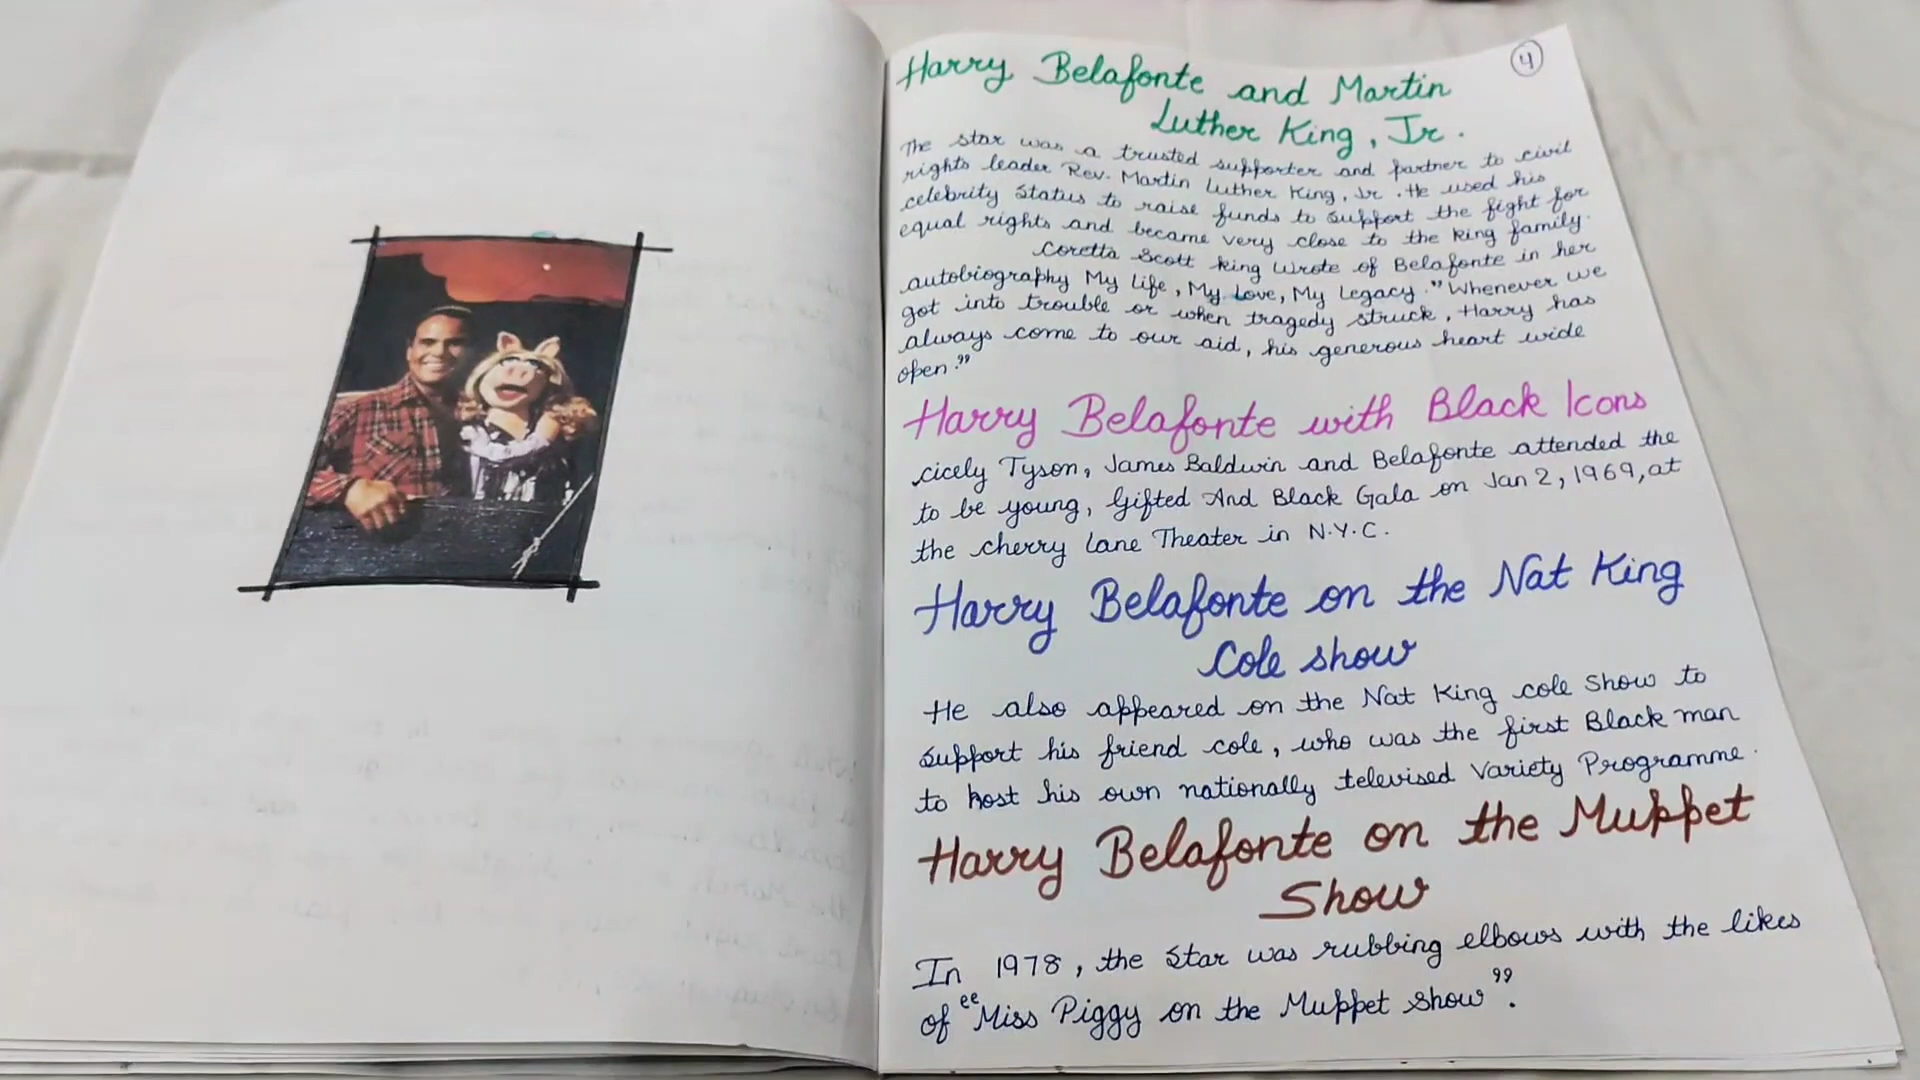 4
Harry Belafonte and Martin
Luther King, Jr.
The star was a trusted supporter and partner to civil
rights leader Rev. Martin Luther King, Jr. He used his
celebrity status to raise funds to support the fight for
equal rights and became very close to the King family.
Coretta Scott King wrote of Belafonte in her
autobiography My Life, My Love, My Legacy. "Whenever we
got into trouble or when tragedy struck, Harry has
always come to our aid, his generous heart wide
open."
Harry Belafonte with Black Icons
cicely Tyson, James Baldwin and Belafonte attended the
to be young, Gifted And Black Gala on Jan 2, 1969, at
the cherry lane Theater in N.Y.C.
Harry Belafonte on the Nat King
Cole show
He also appeared on the Nat King cole Show to
support his friend cole, who was the first Black man
to host his own nationally televised Variety Programme.
Harry Belafonte on the Muppet
Show
In 1978, the star was rubbing elbows with the likes
of "Miss Piggy on the Muppet show".